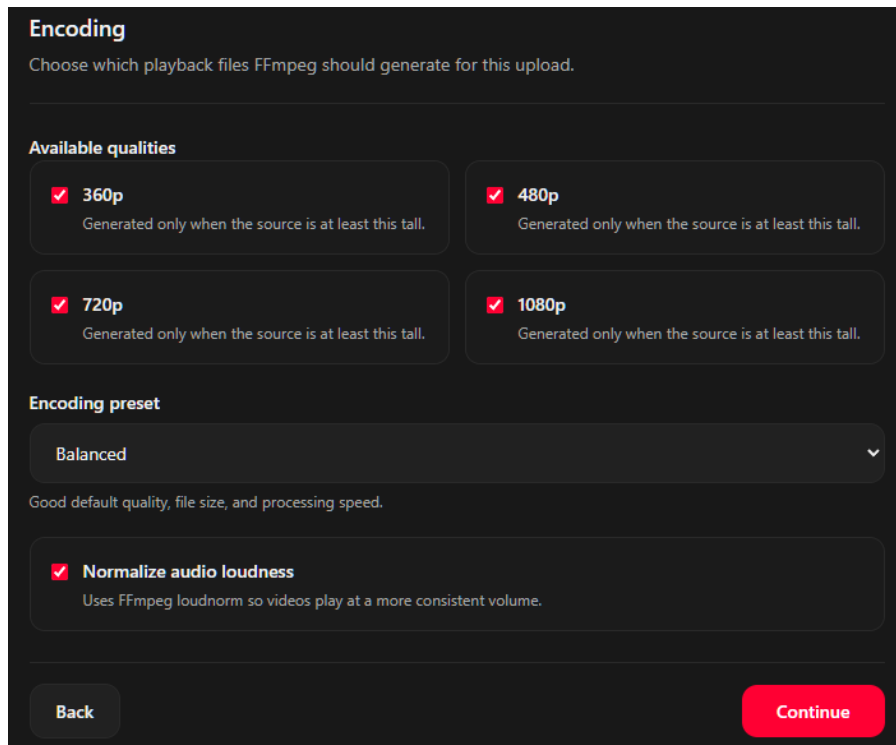 Encoding
Choose which playback files FFmpeg should generate for this upload.
Available qualities
360p
Generated only when the source is at least this tall.
480p
Generated only when the source is at least this tall.
720p
Generated only when the source is at least this tall.
1080p
Generated only when the source is at least this tall.
Encoding preset
Balanced
Good default quality, file size, and processing speed.
Normalize audio loudness
Uses FFmpeg loudnorm so videos play at a more consistent volume.
Back
Continue